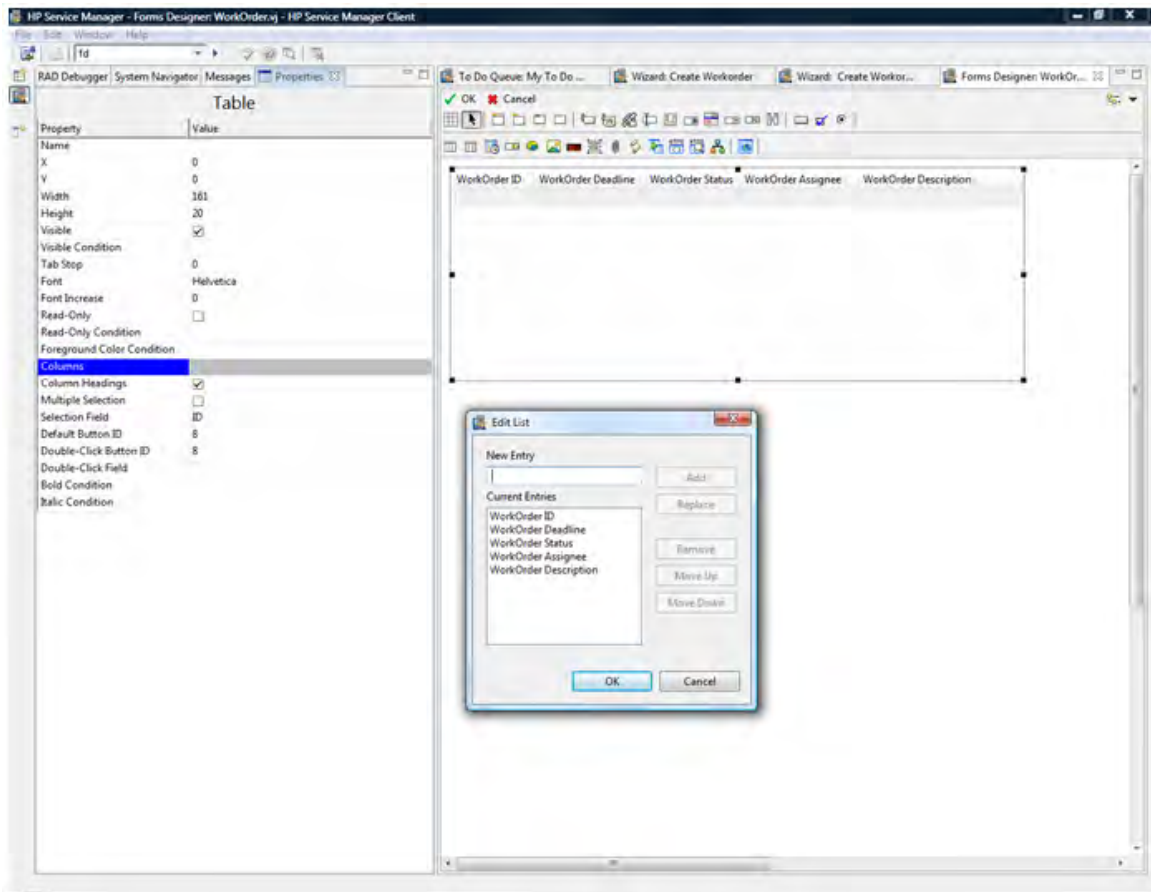 HP Service Manager - Forms Designer: WorkOrder.vj - HP Service Manager Client
File Edit Window Help
fd
RAD Debugger System Navigator Messages Properties
Table
Property Value
Name
X 0
Y 0
Width 161
Height 20
Visible
Visible Condition
Tab Stop 0
Font Helvetica
Font Increase 0
Read-Only
Read-Only Condition
Foreground Color Condition
Columns
Column Headings
Multiple Selection
Selection Field ID
Default Button ID 8
Double-Click Button ID 8
Double-Click Field
Bold Condition
Italic Condition
To Do Queue: My To Do ... Wizard: Create Workorder Wizard: Create Workor... Forms Designer: WorkOr...
OK Cancel
WorkOrder ID WorkOrder Deadline WorkOrder Status WorkOrder Assignee WorkOrder Description
Edit List
New Entry
Add
Current Entries
Replace
WorkOrder ID
WorkOrder Deadline
WorkOrder Status
WorkOrder Assignee
WorkOrder Description
Remove
Move Up
Move Down
OK Cancel